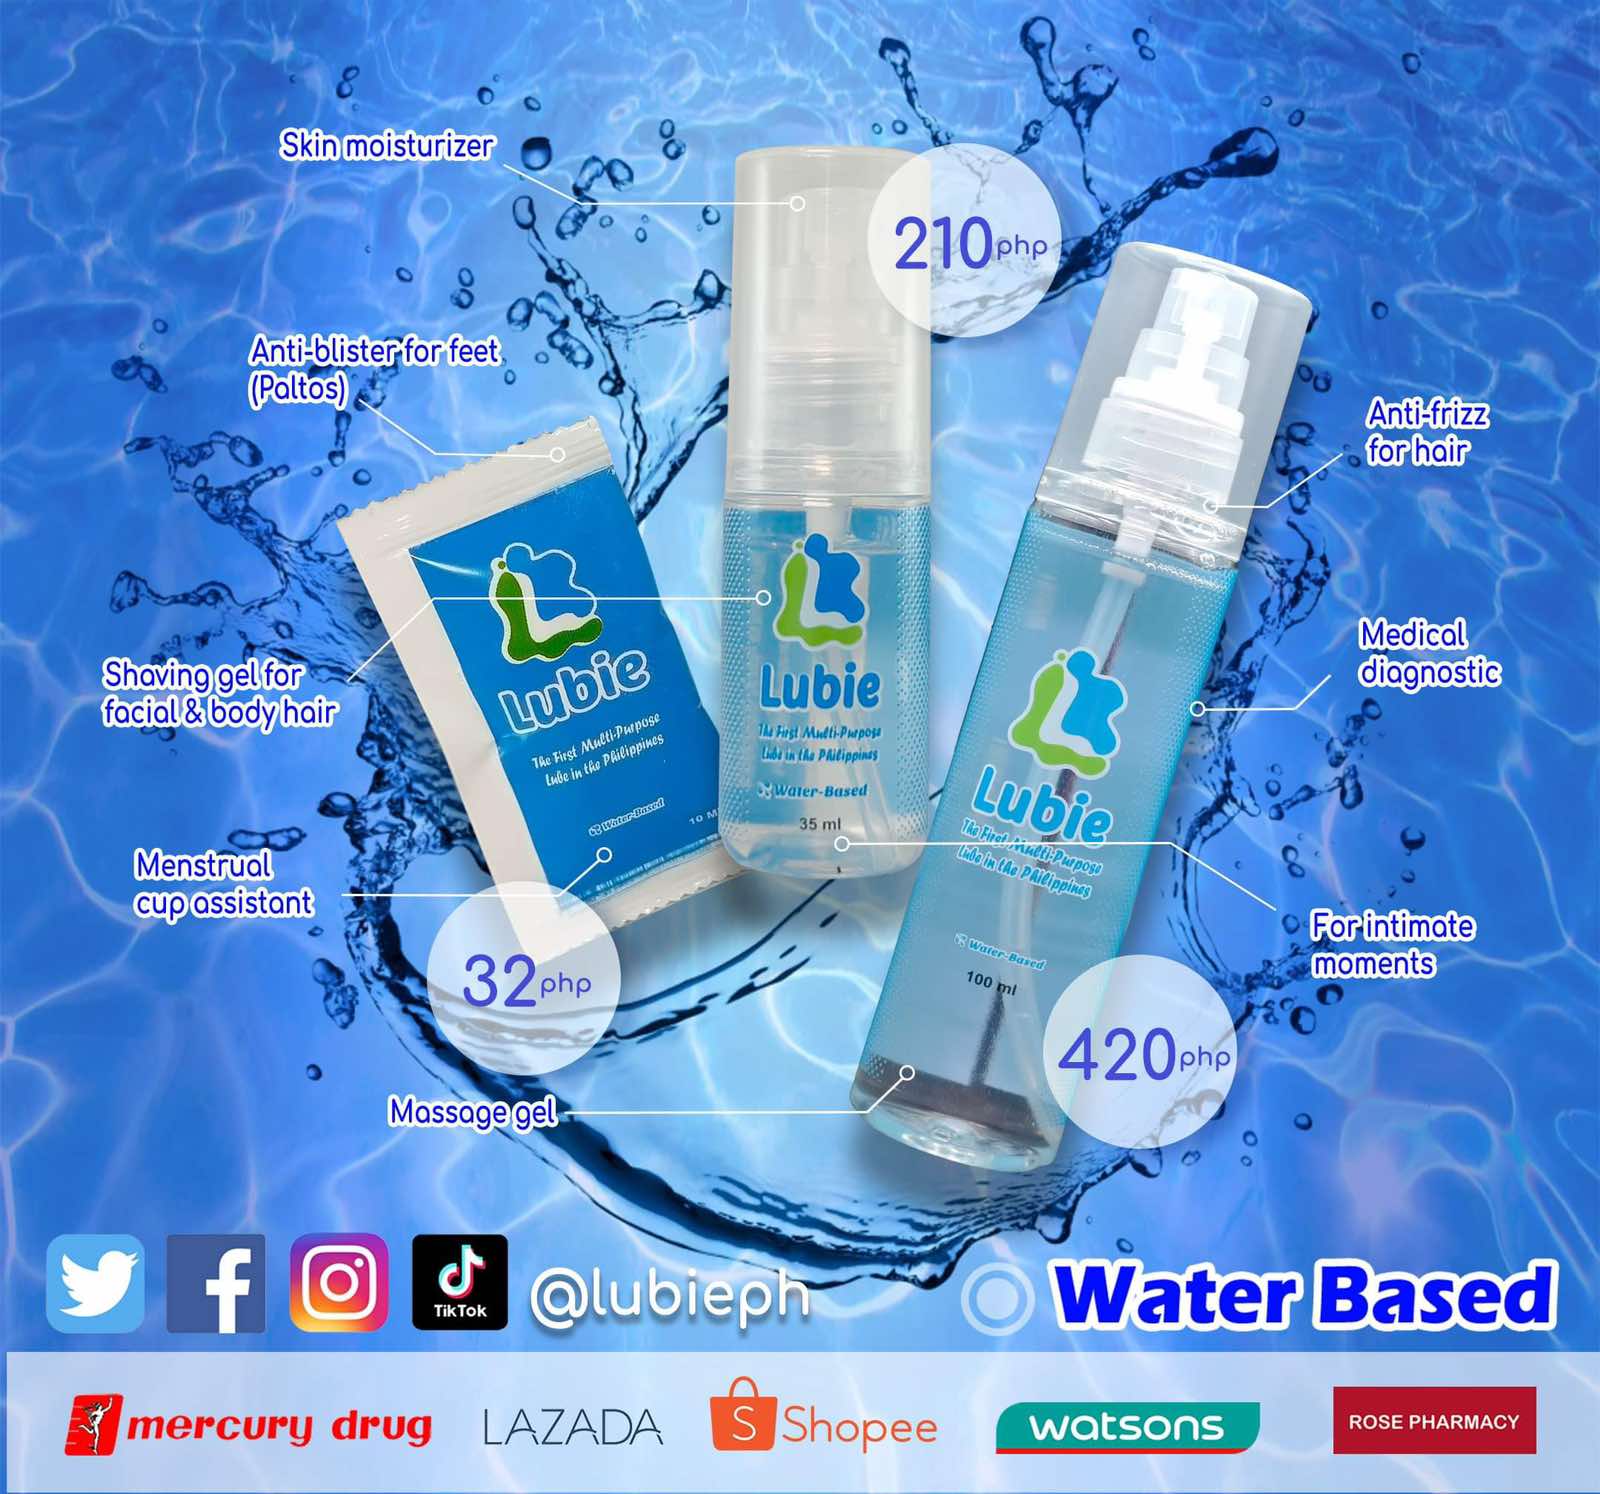 Skin moisturizer
210php
Anti-blister for feet
(Paltos)
Anti-frizz
for hair
Shaving gel for
facial & body hair
Medical
diagnostic
Lubie
The First Multi-Purpose
Lube in the Philippines
Water-Based
10 M
Lubie
The First Multi-Purpose
Lube in the Philippines
Water-Based
35 ml
Lubie
The First Multi-Purpose
Lube in the Philippines
Water-Based
100 ml
Menstrual
cup assistant
For intimate
moments
32php
420php
Massage gel
TikTok
@lubieph
Water Based
mercury drug
LAZADA
S Shopee
watsons
ROSE PHARMACY